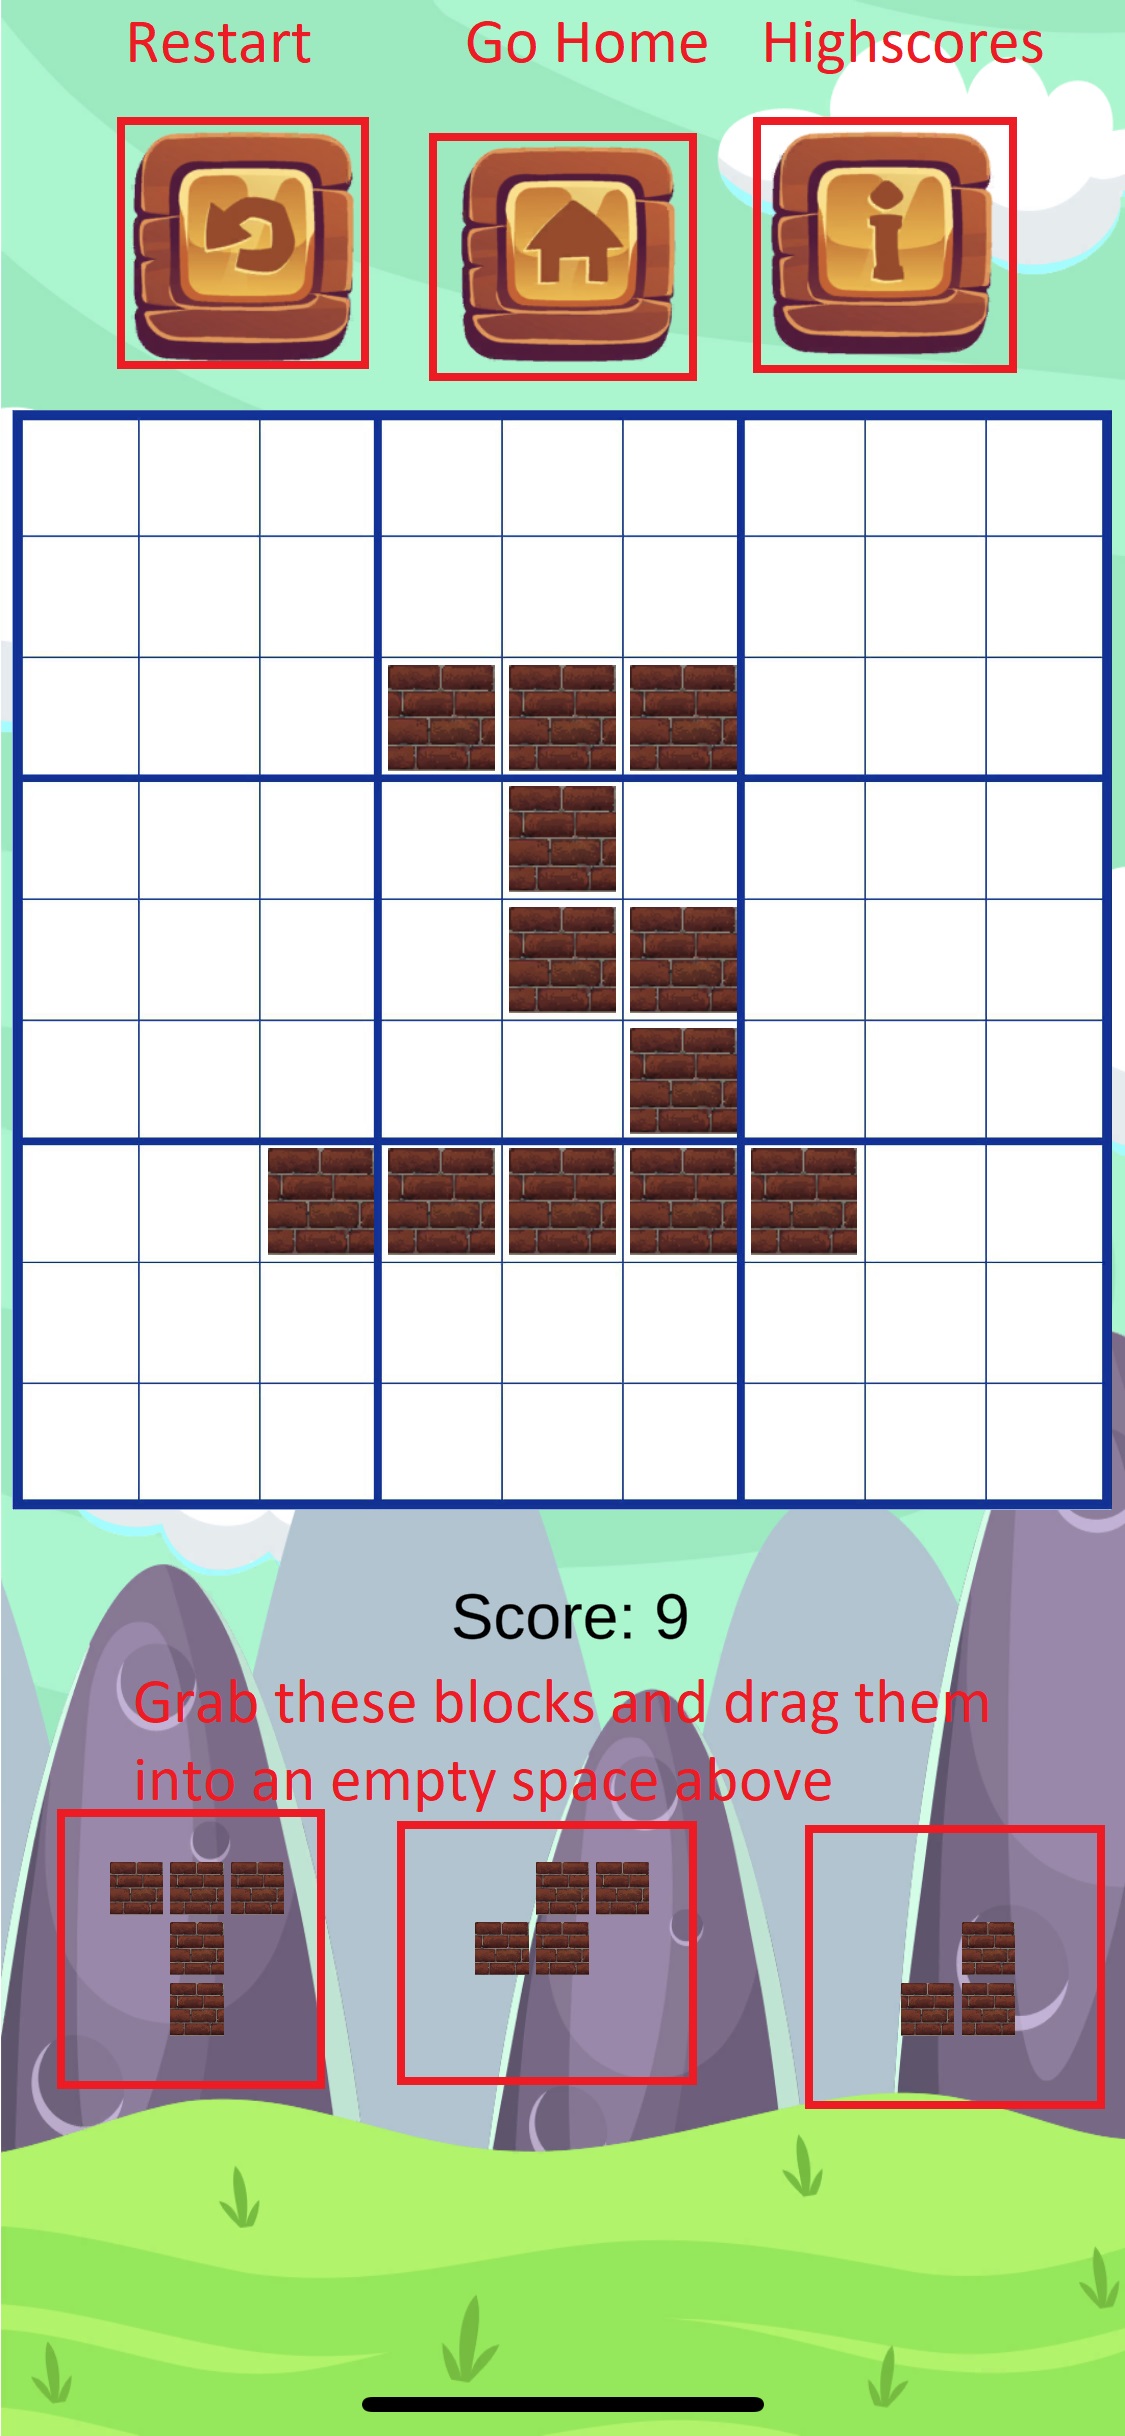 Restart Go Home Highscores
Score: 9
Grab these blocks and drag them
into an empty space above